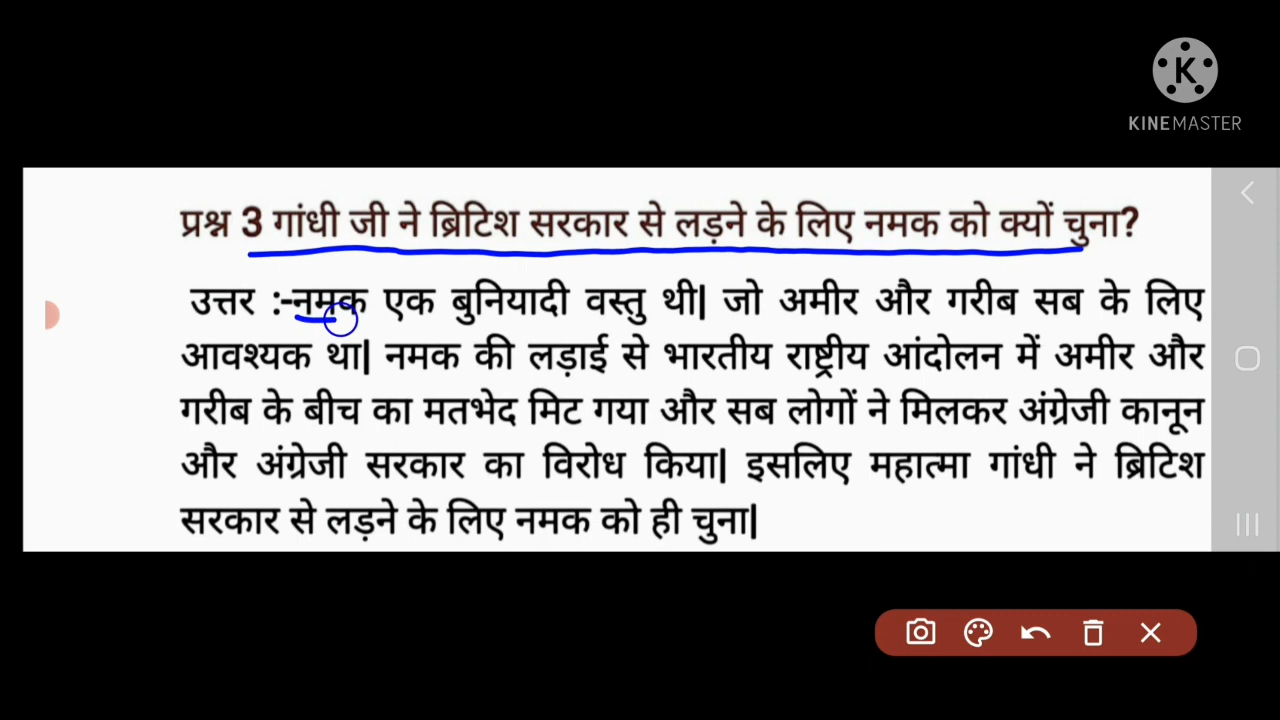 KINEMASTER
प्रश्न 3 गांधी जी ने ब्रिटिश सरकार से लड़ने के लिए नमक को क्यों चुना?
उत्तर :-नमक एक बुनियादी वस्तु थी| जो अमीर और गरीब सब के लिए
आवश्यक था| नमक की लड़ाई से भारतीय राष्ट्रीय आंदोलन में अमीर और
गरीब के बीच का मतभेद मिट गया और सब लोगों ने मिलकर अंग्रेजी कानून
और अंग्रेजी सरकार का विरोध किया| इसलिए महात्मा गांधी ने ब्रिटिश
सरकार से लड़ने के लिए नमक को ही चुना|